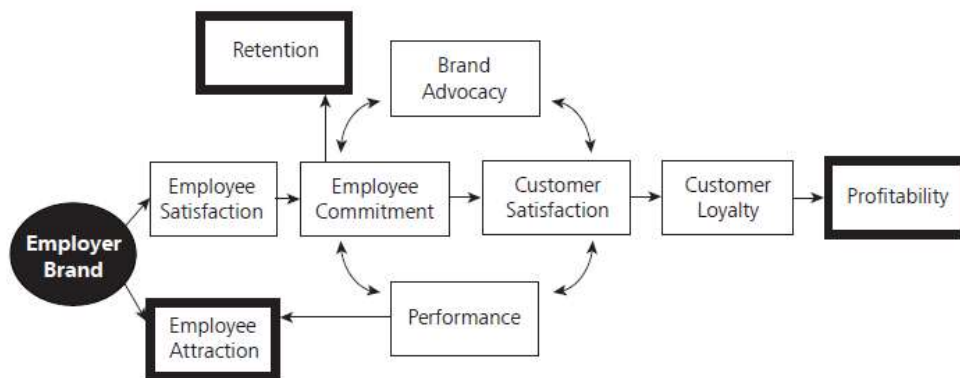 Retention
Brand
Advocacy
Employee
Satisfaction
Employee
Commitment
Customer
Satisfaction
Customer
Loyalty
Profitability
Employer
Brand
Employee
Attraction
Performance